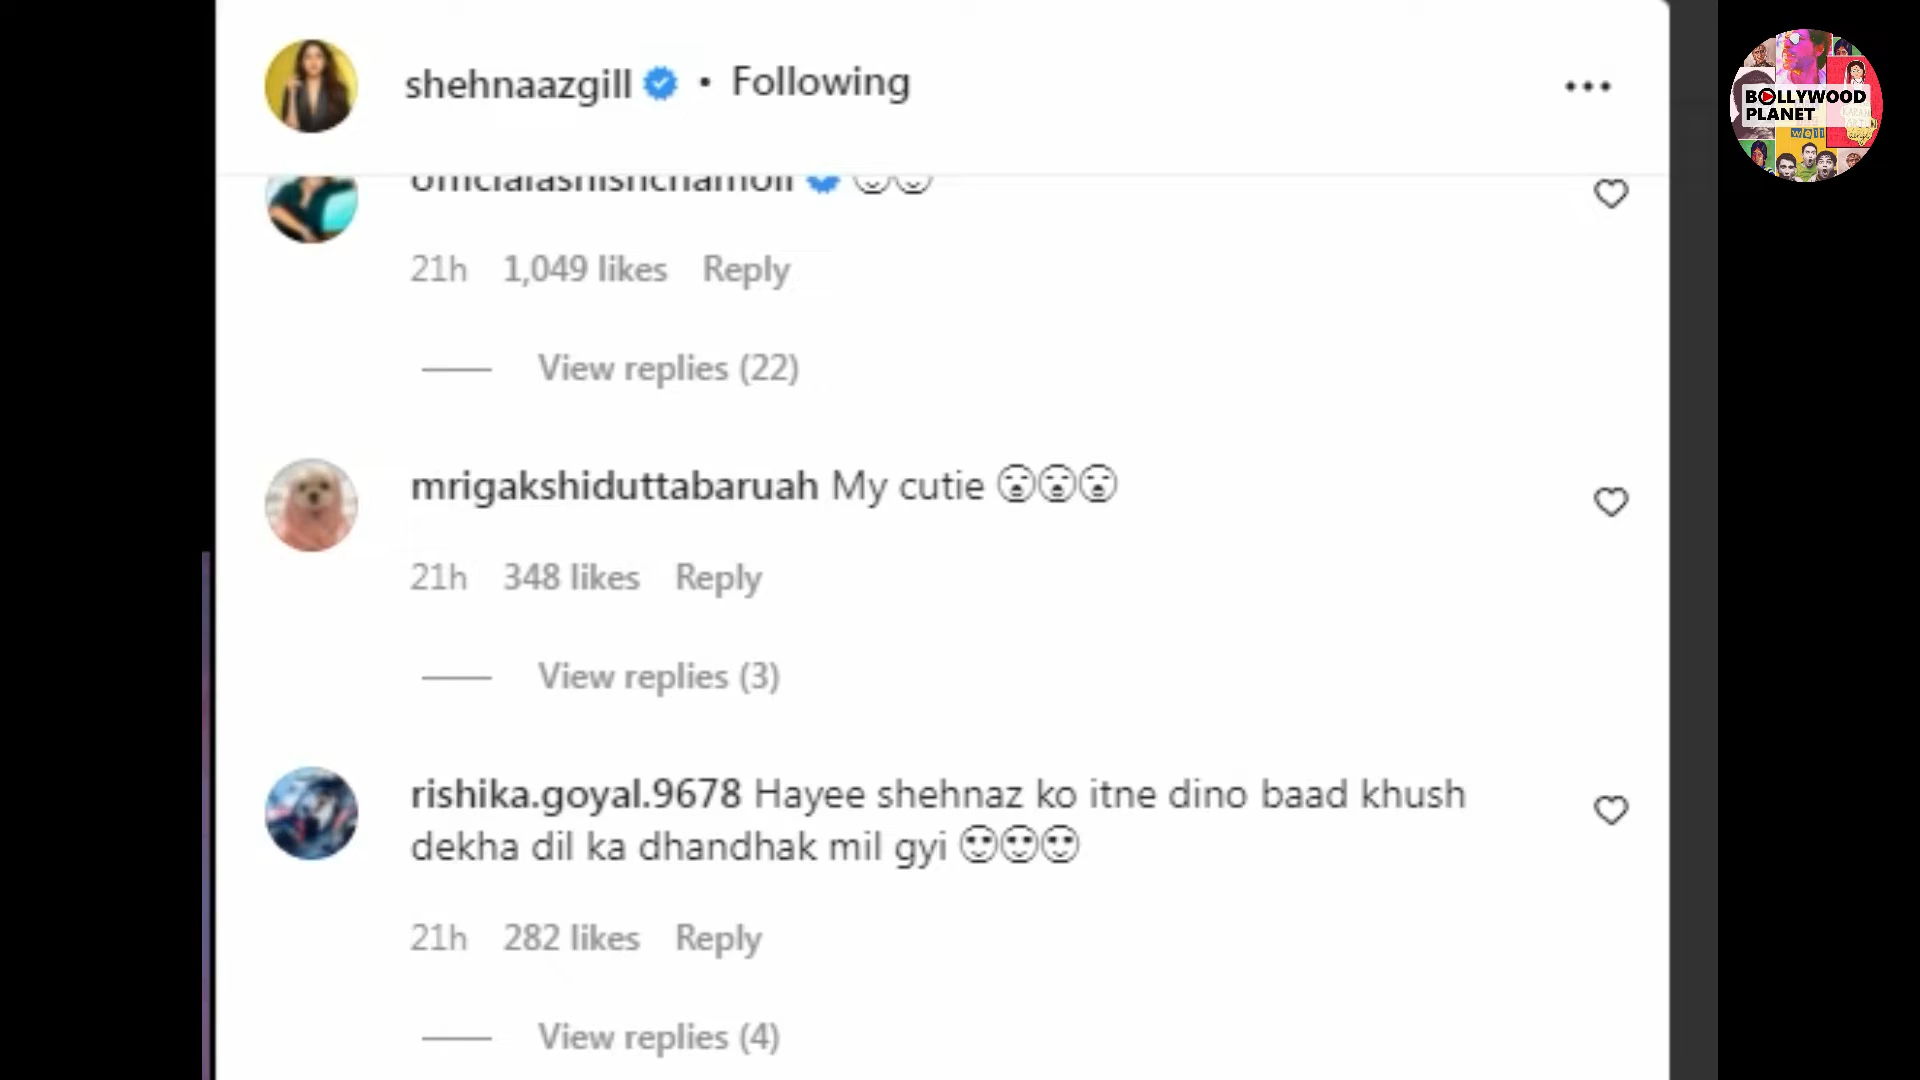 shehnaazgill • Following
BOLLYWOOD
PLANET
well
officialashishchamoli
21h 1,049 likes Reply
View replies (22)
mrigakshiduttabaruah My cutie 😮😮😮
21h 348 likes Reply
View replies (3)
rishika.goyal.9678 Hayee shehnaz ko itne dino baad khush
dekha dil ka dhandhak mil gyi 😍😍😍
21h 282 likes Reply
View replies (4)